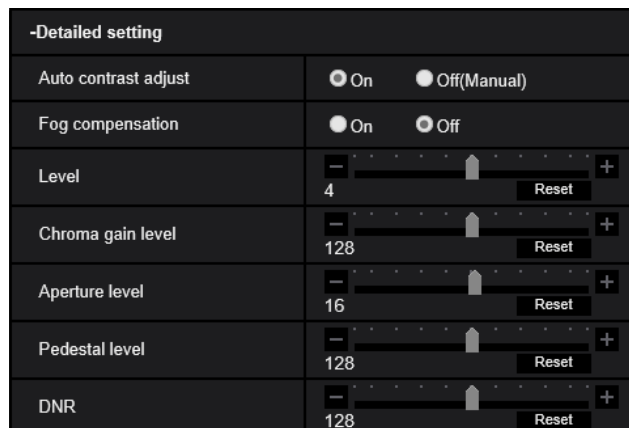 -Detailed setting
Auto contrast adjust On Off(Manual)
Fog compensation On Off
Level
4 Reset
Chroma gain level
128 Reset
Aperture level
16 Reset
Pedestal level
128 Reset
DNR
128 Reset